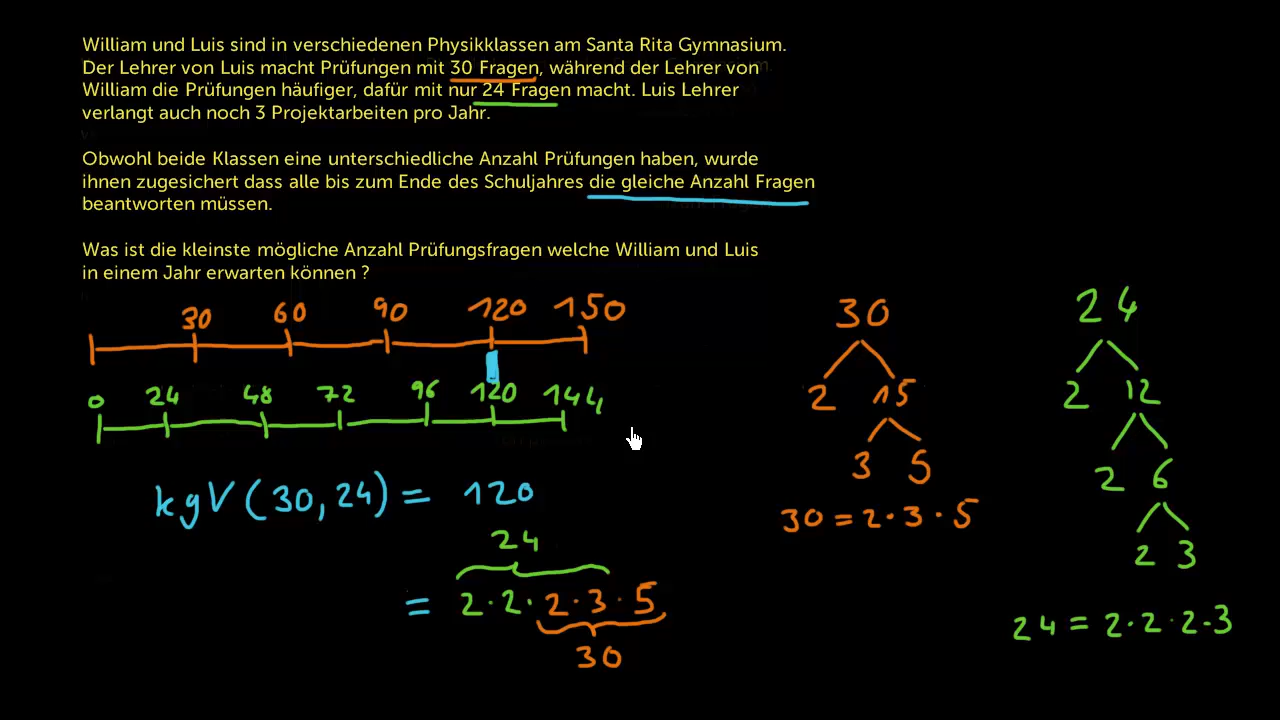 William und Luis sind in verschiedenen Physikklassen am Santa Rita Gymnasium.
Der Lehrer von Luis macht Prüfungen mit 30 Fragen, während der Lehrer von
William die Prüfungen häufiger, dafür mit nur 24 Fragen macht. Luis Lehrer
verlangt auch noch 3 Projektarbeiten pro Jahr.
Obwohl beide Klassen eine unterschiedliche Anzahl Prüfungen haben, wurde
ihnen zugesichert dass alle bis zum Ende des Schuljahres die gleiche Anzahl Fragen
beantworten müssen.
Was ist die kleinste mögliche Anzahl Prüfungsfragen welche William und Luis
in einem Jahr erwarten können ?
30 60 90 120 150
0 24 48 72 96 120 144
kgV (30, 24) = 120
24
= 2 · 2 · 2 · 3 · 5
30
30
2 15
3 5
30 = 2 · 3 · 5
24
2 12
2 6
2 3
24 = 2 · 2 · 2 · 3